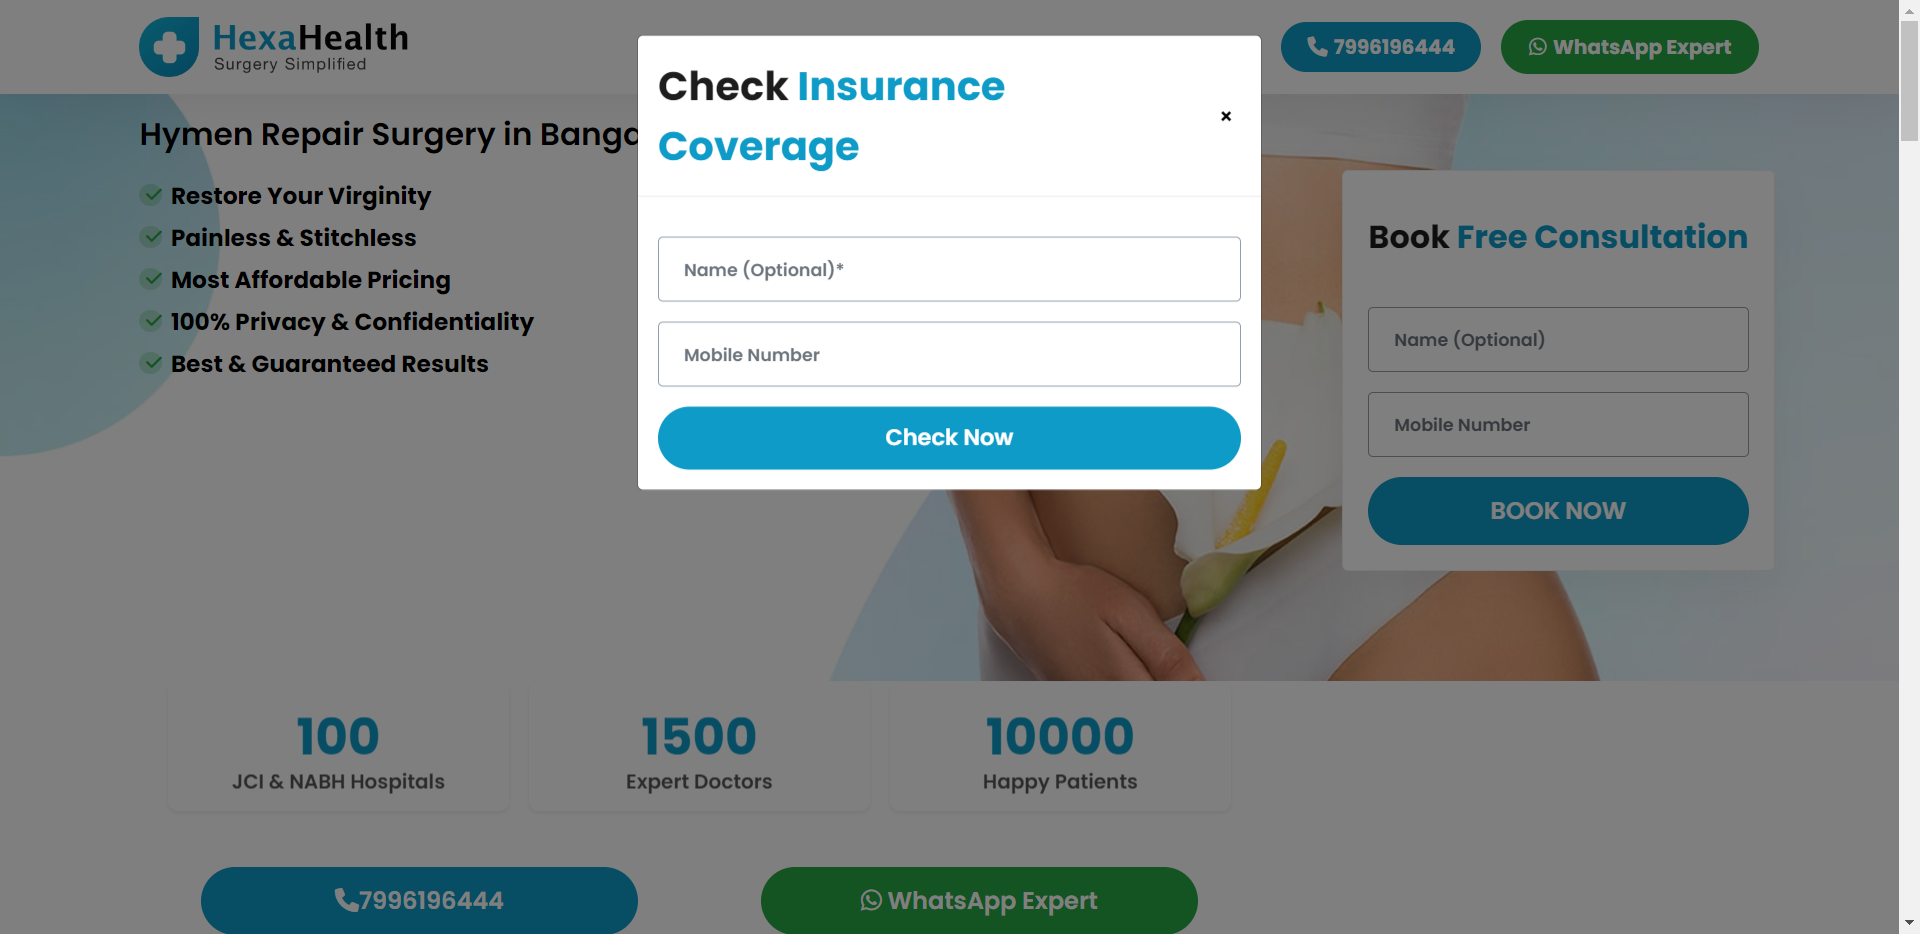 HexaHealth
Surgery Simplified
7996196444
WhatsApp Expert
Check Insurance
Coverage
Name (Optional)*
Mobile Number
Check Now
Hymen Repair Surgery in
Restore Your Virginity
Painless & Stitchless
Most Affordable Pricing
100% Privacy & Confidentiality
Best & Guaranteed Results
Book Free Consultation
Name (Optional)
Mobile Number
BOOK NOW
100
JCI & NABH Hospitals
1500
Expert Doctors
10000
Happy Patients
7996196444
WhatsApp Expert